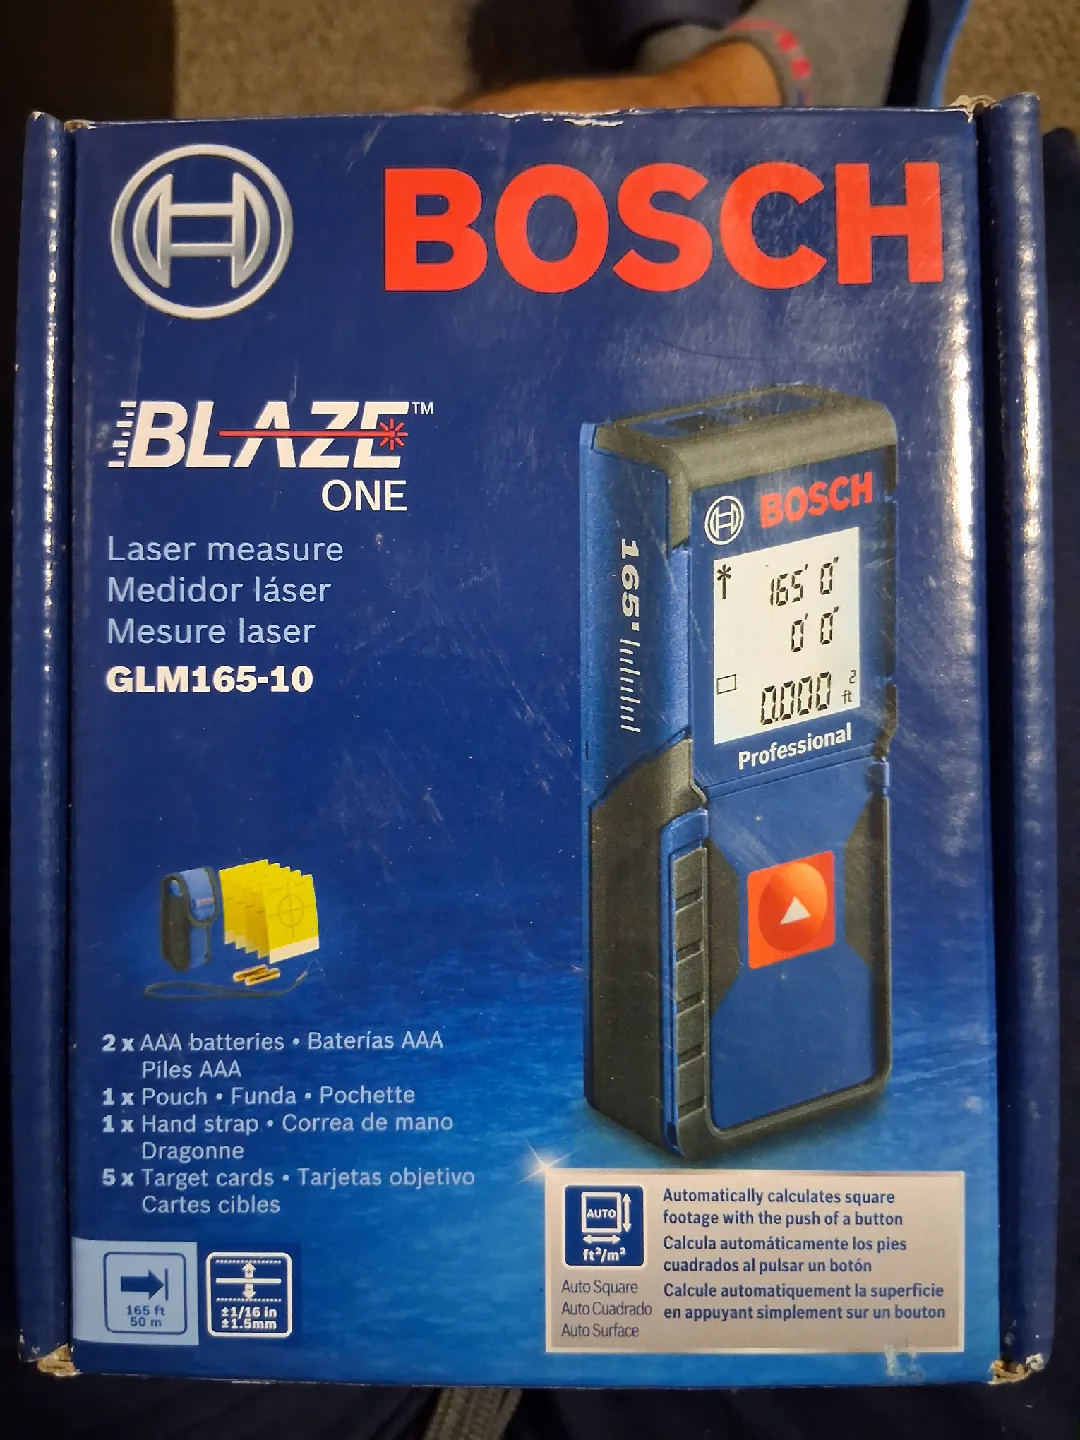 BOSCH
BLAZE™
ONE
Laser measure
Medidor láser
Mesure laser
GLM165-10
165'
BOSCH
165' 0"
0' 0"
0.000 ft²
Professional
2 x AAA batteries • Baterías AAA
Piles AAA
1 x Pouch • Funda • Pochette
1 x Hand strap • Correa de mano
Dragonne
5 x Target cards • Tarjetas objetivo
Cartes cibles
165 ft
50 m
±1/16 in
±1.5mm
AUTO
ft²/m²
Auto Square
Auto Cuadrado
Auto Surface
Automatically calculates square
footage with the push of a button
Calcula automáticamente los pies
cuadrados al pulsar un botón
Calcule automatiquement la superficie
en appuyant simplement sur un bouton